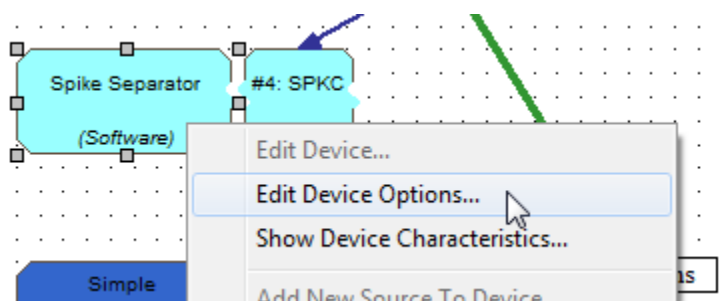 Spike Separator
#4: SPKC
(Software)
Edit Device...
Edit Device Options...
Show Device Characteristics...
Simple
Add New Source To Device